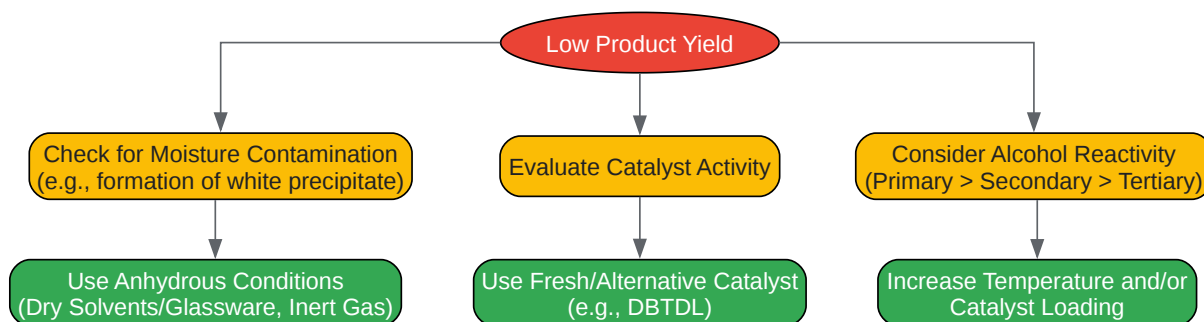 Low Product Yield
Check for Moisture Contamination
(e.g., formation of white precipitate)
Evaluate Catalyst Activity
Consider Alcohol Reactivity
(Primary > Secondary > Tertiary)
Use Anhydrous Conditions
(Dry Solvents/Glassware, Inert Gas)
Use Fresh/Alternative Catalyst
(e.g., DBTDL)
Increase Temperature and/or
Catalyst Loading